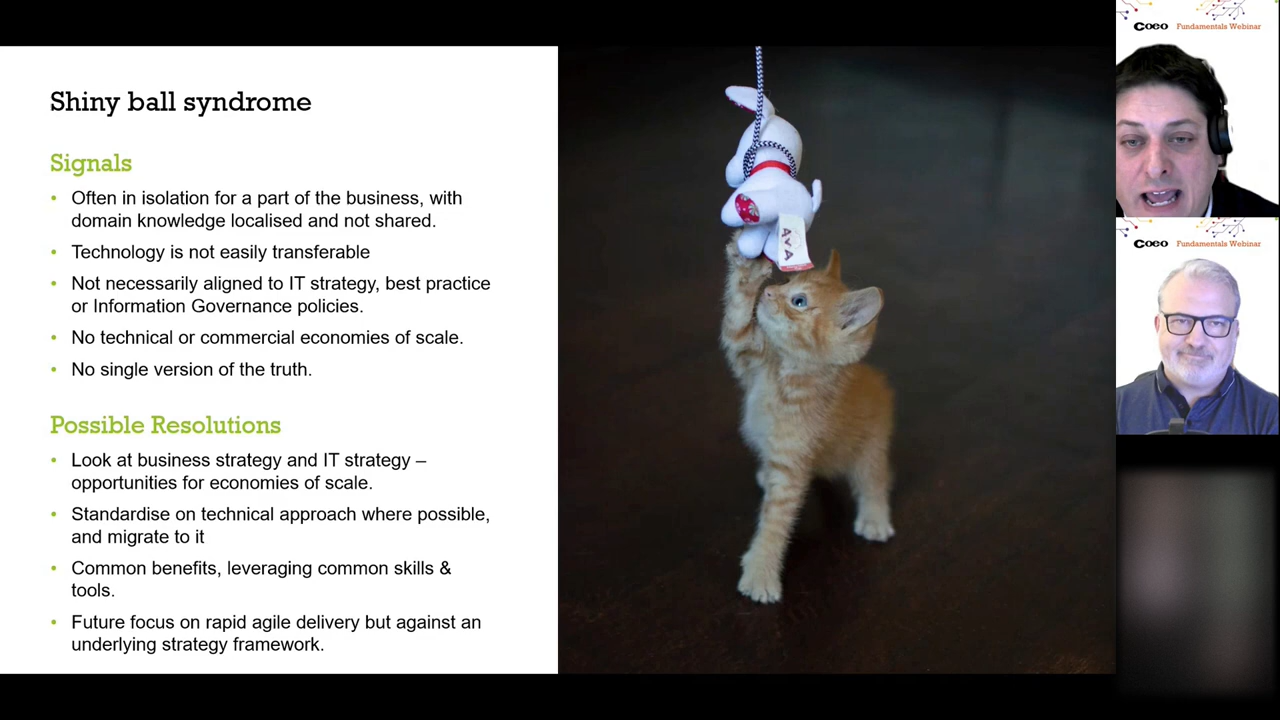 Shiny ball syndrome
Signals
• Often in isolation for a part of the business, with
domain knowledge localised and not shared.
• Technology is not easily transferable
• Not necessarily aligned to IT strategy, best practice
or Information Governance policies.
• No technical or commercial economies of scale.
• No single version of the truth.
Possible Resolutions
• Look at business strategy and IT strategy –
opportunities for economies of scale.
• Standardise on technical approach where possible,
and migrate to it
• Common benefits, leveraging common skills &
tools.
• Future focus on rapid agile delivery but against an
underlying strategy framework.
AVA
Coeo Fundamentals Webinar
Coeo Fundamentals Webinar